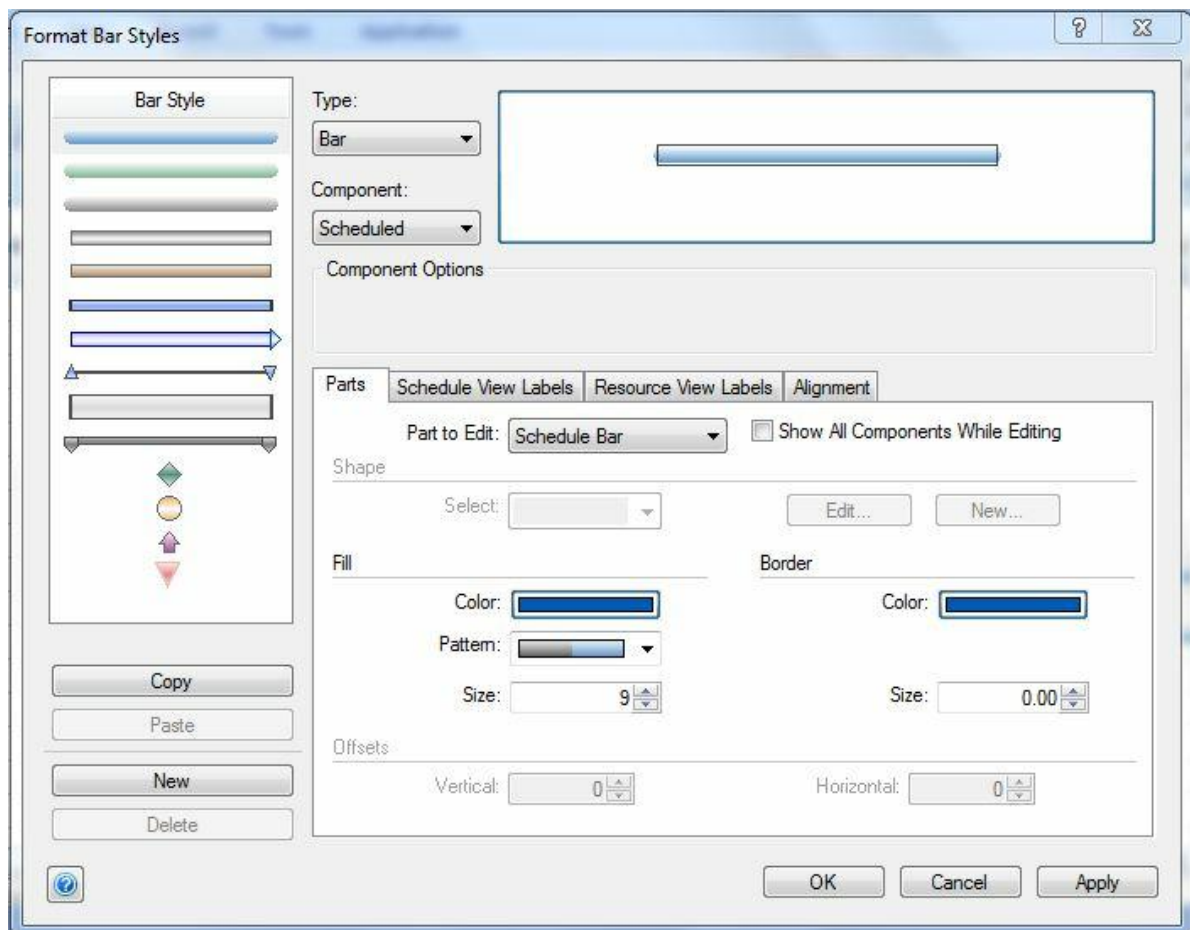 Format Bar Styles
Bar Style
Type:
Bar
Component:
Scheduled
Component Options
Parts
Schedule View Labels
Resource View Labels
Alignment
Part to Edit:
Schedule Bar
Show All Components While Editing
Shape
Select:
Edit...
New...
Fill
Border
Color:
Color:
Pattern:
Size:
9
Size:
0.00
Offsets
Vertical:
0
Horizontal:
0
Copy
Paste
New
Delete
OK
Cancel
Apply